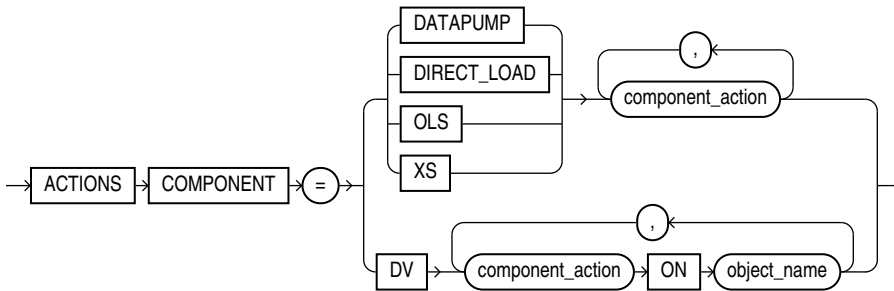 DATAPUMP
,
DIRECT_LOAD
component_action
OLS
XS
ACTIONS COMPONENT =
,
DV component_action ON object_name